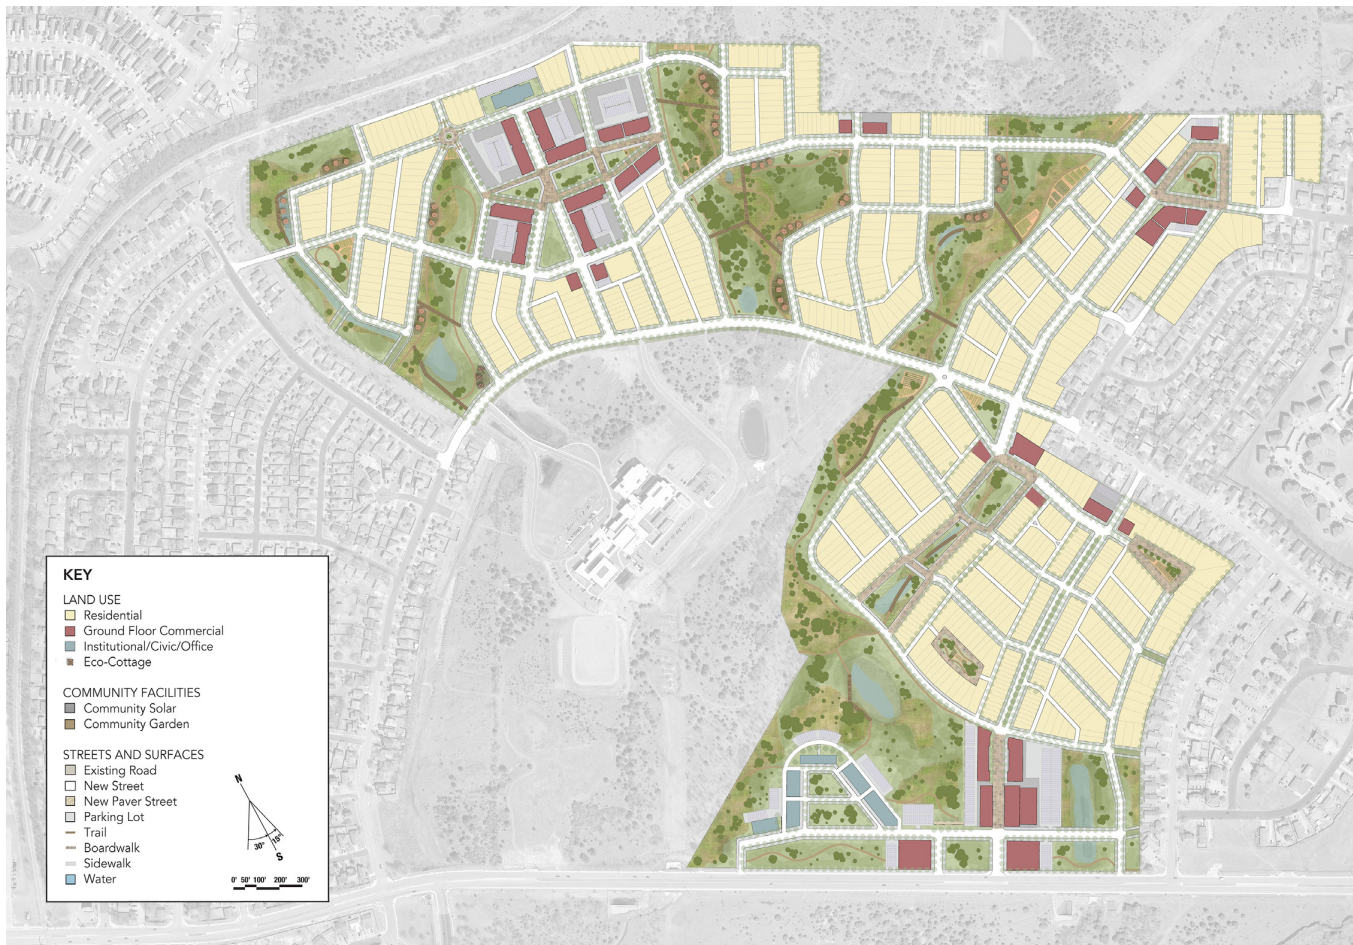 KEY
LAND USE
Residential
Ground Floor Commercial
Institutional/Civic/Office
Eco-Cottage
COMMUNITY FACILITIES
Community Solar
Community Garden
STREETS AND SURFACES
Existing Road
New Street
New Paver Street
Parking Lot
Trail
Boardwalk
Sidewalk
Water
N
30° 15°
S
0' 50' 100' 200' 300'